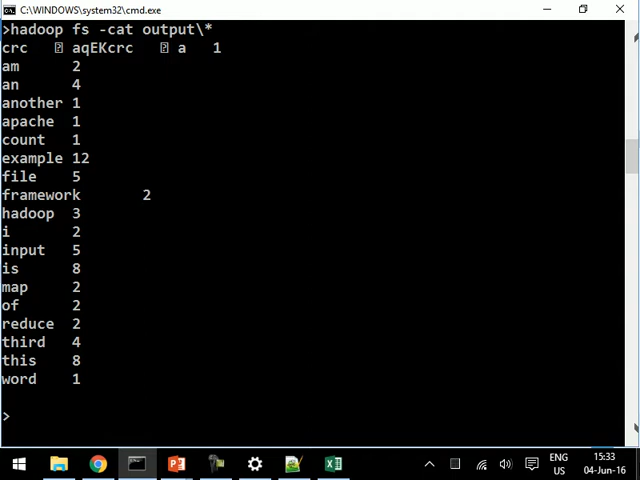 C:\WINDOWS\system32\cmd.exe
>hadoop fs -cat output\*
crc aqEKcrc a 1
am 2
an 4
another 1
apache 1
count 1
example 12
file 5
framework 2
hadoop 3
i 2
input 5
is 8
map 2
of 2
reduce 2
third 4
this 8
word 1
>
ENG 15:33
US 04-Jun-16